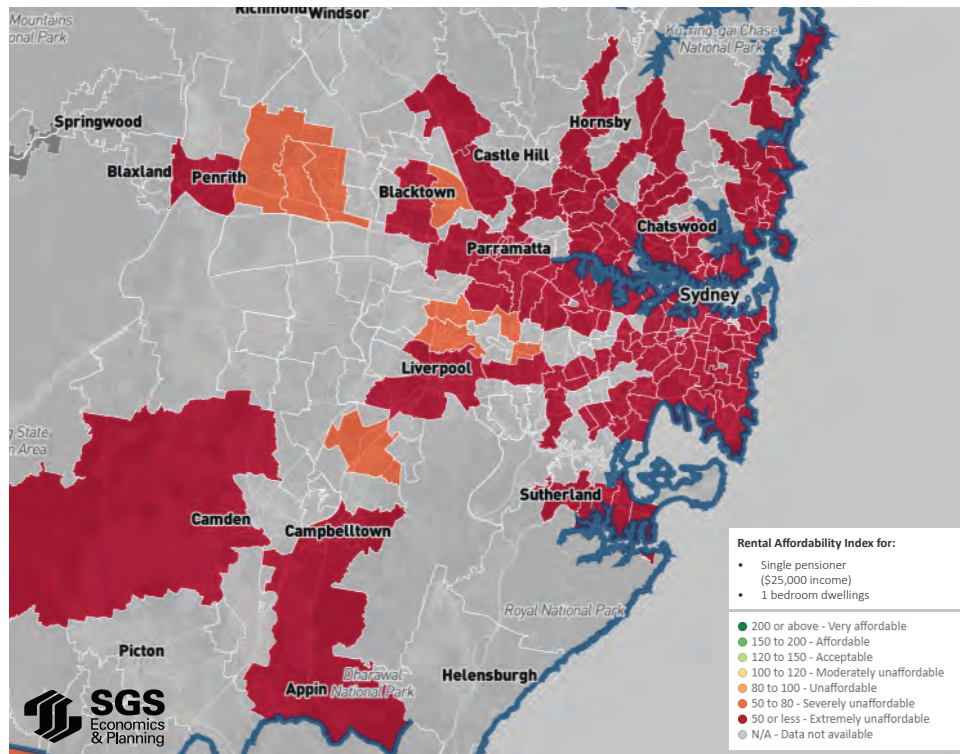 Richmond
Windsor
Mountains
onal Park
Ku-ring-gai Chase
National Park
Springwood
Hornsby
Castle Hill
Blaxland
Penrith
Blacktown
Chatswood
Parramatta
Sydney
Liverpool
g State
n Area
Sutherland
Camden
Campbelltown
Royal National Park
Picton
Helensburgh
Appin
Dharawal
National Park
SGS
Economics
& Planning
Rental Affordability Index for:
• Single pensioner
($25,000 income)
• 1 bedroom dwellings
200 or above - Very affordable
150 to 200 - Affordable
120 to 150 - Acceptable
100 to 120 - Moderately unaffordable
80 to 100 - Unaffordable
50 to 80 - Severely unaffordable
50 or less - Extremely unaffordable
N/A - Data not available